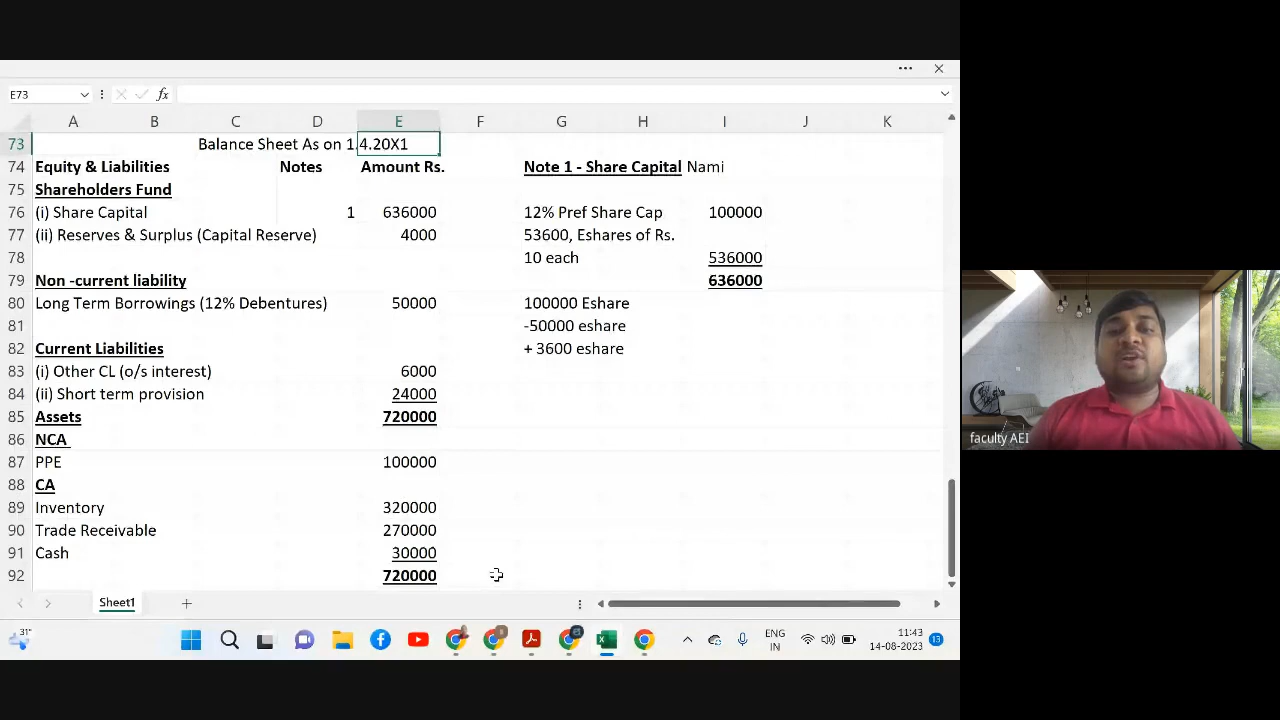 E73
fx
A B C D E F G H I J K
73 Balance Sheet As on 1.4.20X1
74 Equity & Liabilities Notes Amount Rs. Note 1 - Share Capital Nami
75 Shareholders Fund
76 (i) Share Capital 1 636000 12% Pref Share Cap 100000
77 (ii) Reserves & Surplus (Capital Reserve) 4000 53600, Eshares of Rs.
78 10 each 536000
79 Non -current liability 636000
80 Long Term Borrowings (12% Debentures) 50000 100000 Eshare
81 -50000 eshare
82 Current Liabilities + 3600 eshare
83 (i) Other CL (o/s interest) 6000
84 (ii) Short term provision 24000
85 Assets 720000
86 NCA
87 PPE 100000
88 CA
89 Inventory 320000
90 Trade Receivable 270000
91 Cash 30000
92 720000
Sheet1
faculty AEI
31°
ENG
IN
11:43
14-08-2023
13